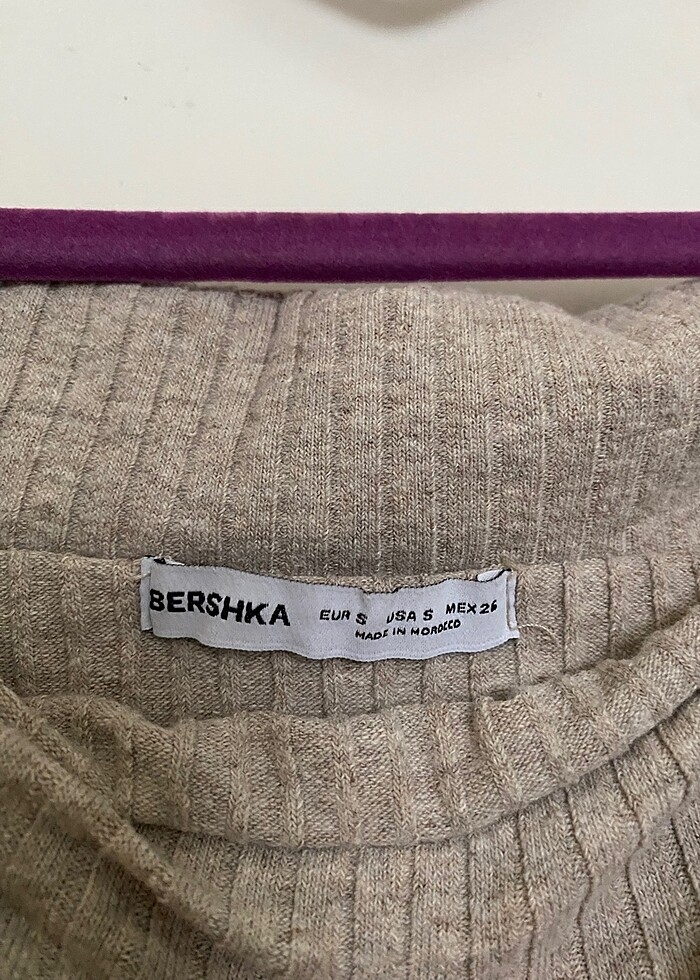 BERSHKA EUR S USA S MEX 26
MADE IN MOROCCO